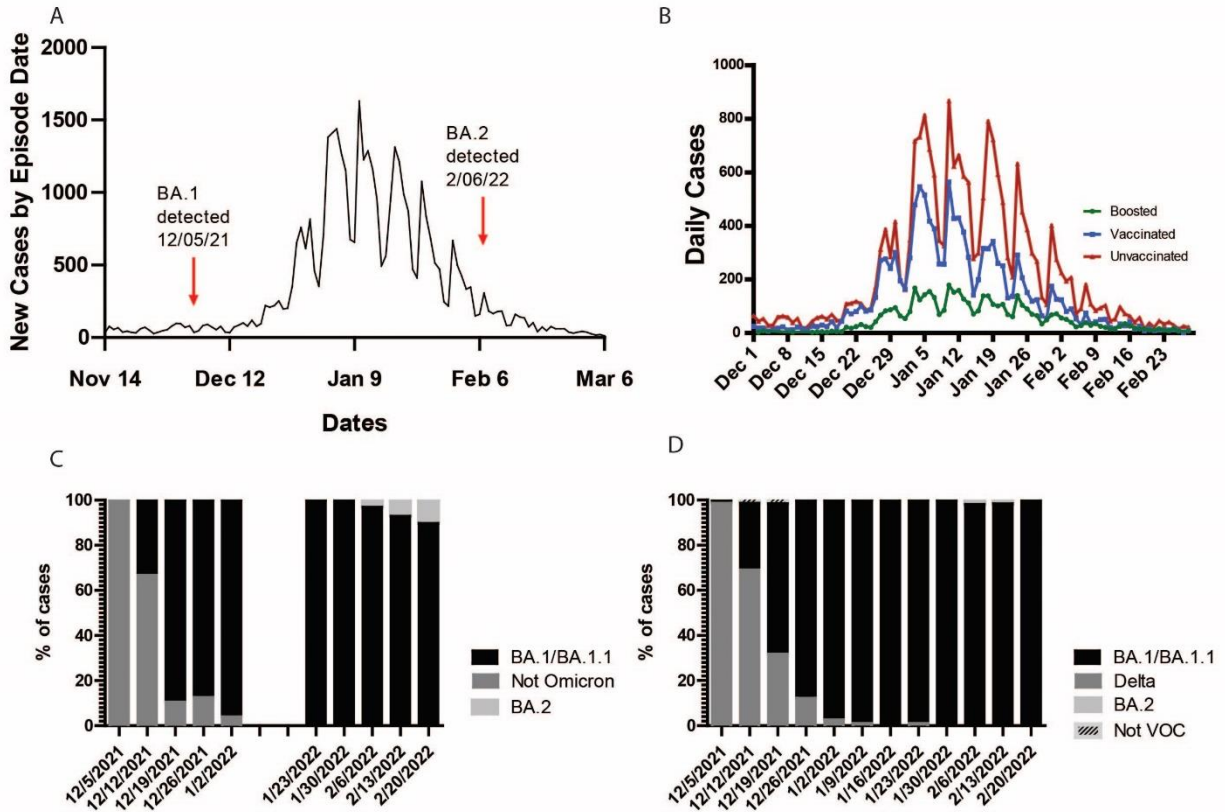 A
New Cases by Episode Date
2000
1500
1000
500
0
BA.1
detected
12/05/21
BA.2
detected
2/06/22
Nov 14
Dec 12
Jan 9
Feb 6
Mar 6
Dates
B
Daily Cases
1000
800
600
400
200
0
Boosted
Vaccinated
Unvaccinated
Dec 1
Dec 8
Dec 15
Dec 22
Dec 29
Jan 5
Jan 12
Jan 19
Jan 26
Feb 2
Feb 9
Feb 16
Feb 23
C
% of cases
100
80
60
40
20
0
BA.1/BA.1.1
Not Omicron
BA.2
12/5/2021
12/12/2021
12/19/2021
12/26/2021
1/2/2022
1/23/2022
1/30/2022
2/6/2022
2/13/2022
2/20/2022
D
% of cases
100
80
60
40
20
0
BA.1/BA.1.1
Delta
BA.2
Not VOC
12/5/2021
12/12/2021
12/19/2021
12/26/2021
1/2/2022
1/9/2022
1/16/2022
1/23/2022
1/30/2022
2/6/2022
2/13/2022
2/20/2022